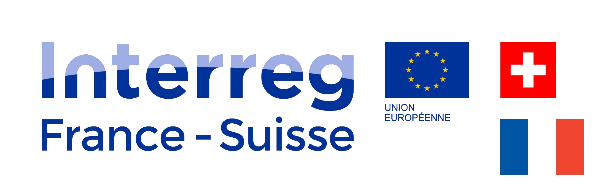 Interreg
France - Suisse
UNION
EUROPÉENNE